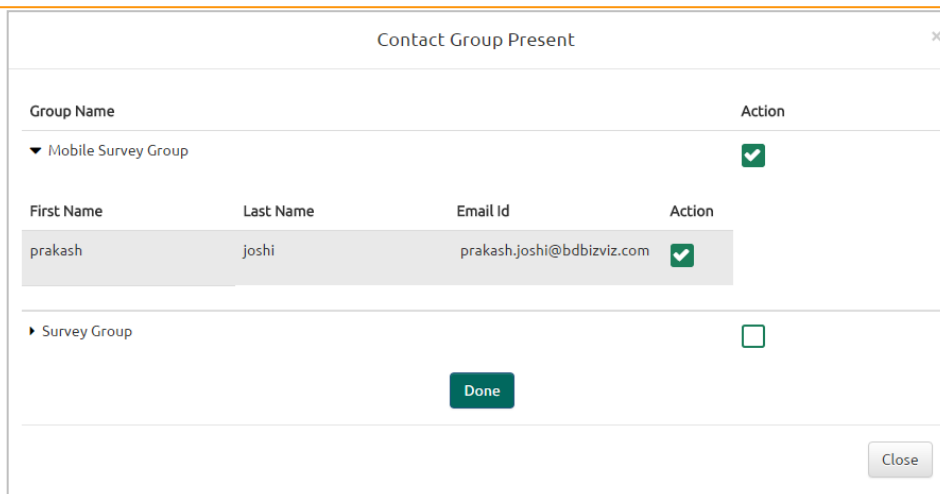 Contact Group Present ×
Group Name Action
Mobile Survey Group
First Name Last Name Email Id Action
prakash joshi prakash.joshi@bdbizviz.com
Survey Group
Done
Close